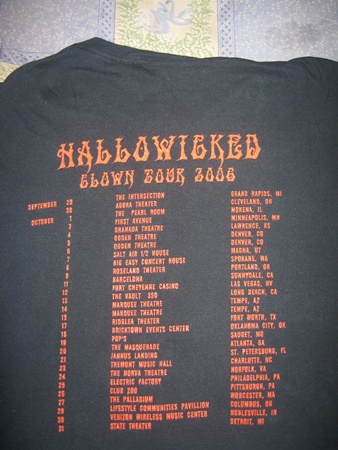 HALLOWICKED
CLOWN TOUR 2006
THE INTERSECTION GRAND RAPIDS, MI
SEPTEMBER AGORA THEATER CLEVELAND, OH
30 THE PEARL ROOM MOKENA, IL
OCTOBER 1 FIRST AVENUE MINNEAPOLIS, MN
3 GRANADA THEATRE LAWRENCE, KS
4 OGDEN THEATRE DENVER, CO
5 OGDEN THEATRE DENVER, CO
6 SALT AIR 1/2 HOUSE MAGNA, UT
7 BIG EASY CONCERT HOUSE SPOKANE, WA
8 ROSELAND THEATER PORTLAND, OR
9 BARCELONA SUNNYDALE, CA
11 FORT CHEYENNE CASINO LAS VEGAS, NV
12 THE VAULT 350 LONG BEACH, CA
13 MARQUEE THEATRE TEMPE, AZ
14 MARQUEE THEATRE TEMPE, AZ
15 RIDGLEA THEATER FORT WORTH, TX
17 BRICKTOWN EVENTS CENTER OKLAHOMA CITY, OK
18 POP'S SAUGET, MO
20 THE MASQUERADE ATLANTA, GA
21 JANNUS LANDING ST. PETERSBURG, FL
23 TREMONT MUSIC HALL CHARLOTTE, NC
24 THE NORVA THEATRE NORFOLK, VA
25 ELECTRIC FACTORY PHILADELPHIA, PA
26 CLUB ZOO PITTSBURGH, PA
27 THE PALLADIUM WORCESTER, MA
29 LIFESTYLE COMMUNITIES PAVILLION COLUMBUS, OH
30 VERIZON WIRELESS MUSIC CENTER NOBLESVILLE, IN
31 STATE THEATER DETROIT, MI